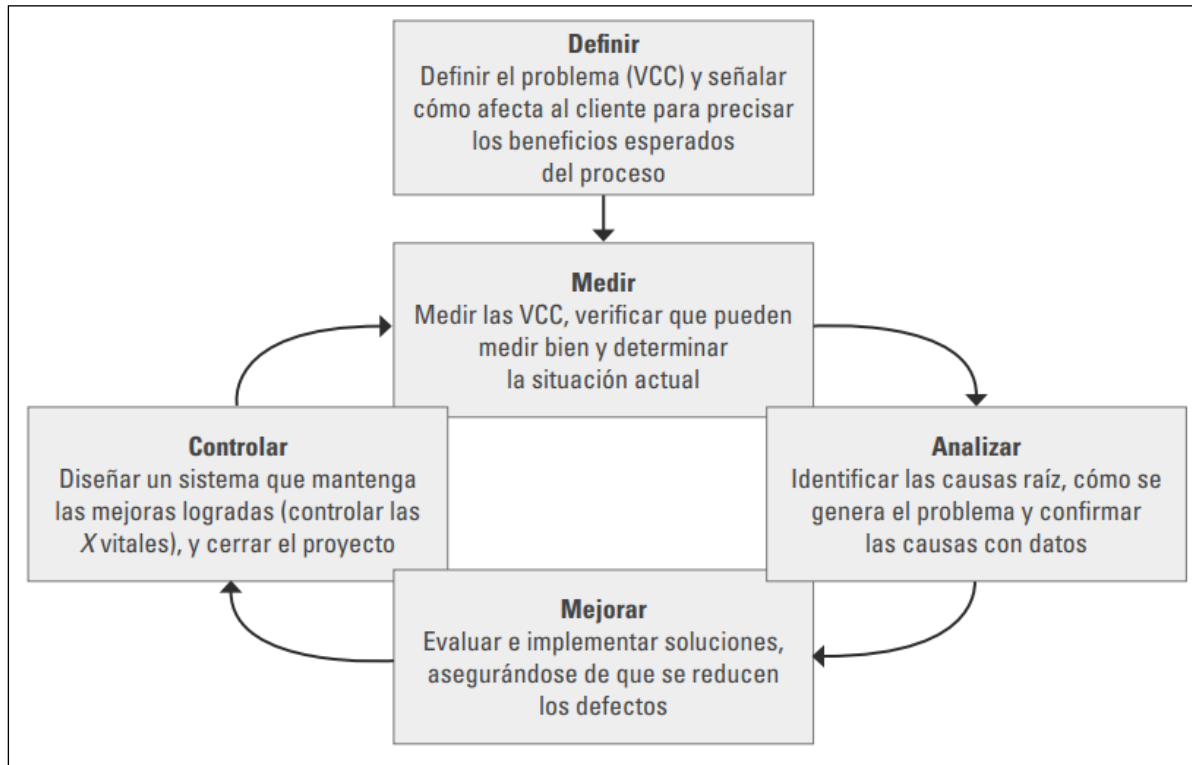 Definir
Definir el problema (VCC) y señalar
cómo afecta al cliente para precisar
los beneficios esperados
del proceso
Medir
Medir las VCC, verificar que pueden
medir bien y determinar
la situación actual
Controlar
Diseñar un sistema que mantenga
las mejoras logradas (controlar las
X vitales), y cerrar el proyecto
Analizar
Identificar las causas raíz, cómo se
genera el problema y confirmar
las causas con datos
Mejorar
Evaluar e implementar soluciones,
asegurándose de que se reducen
los defectos